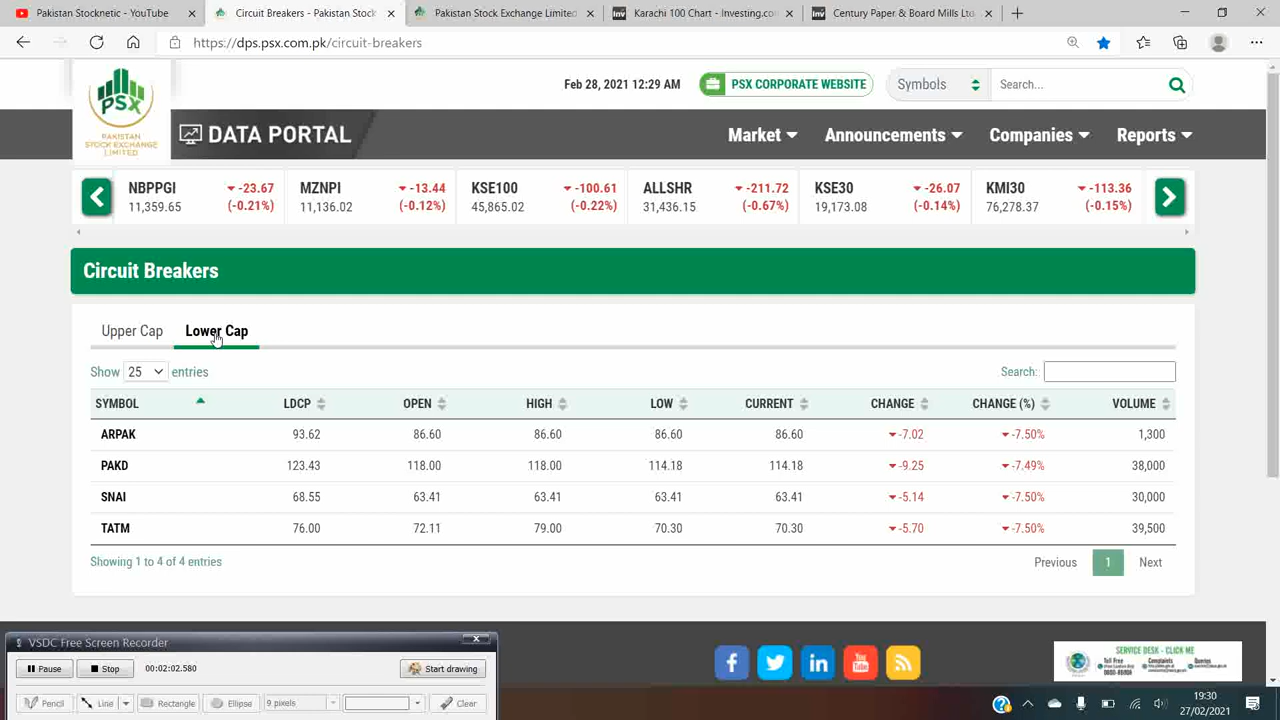 Pakistan Stocknetic - YouTube
Circuit Breakers - Pakistan Stock
Pakistan Stock Exchange Limited
Karachi 100 Chart - Investing.com
Century Paper & Board Mills Ltd.
https://dps.psx.com.pk/circuit-breakers
PSX
PAKISTAN
STOCK EXCHANGE
LIMITED
Feb 28, 2021 12:29 AM
PSX CORPORATE WEBSITE
Symbols
Search...
DATA PORTAL
Market
Announcements
Companies
Reports
NBPPGI -23.67
11,359.65 (-0.21%)
MZNPI -13.44
11,136.02 (-0.12%)
KSE100 -100.61
45,865.02 (-0.22%)
ALLSHR -211.72
31,436.15 (-0.67%)
KSE30 -26.07
19,173.08 (-0.14%)
KMI30 -113.36
76,278.37 (-0.15%)
Circuit Breakers
Upper Cap Lower Cap
Show 25 entries
Search:
SYMBOL LDCP OPEN HIGH LOW CURRENT CHANGE CHANGE (%) VOLUME
ARPAK 93.62 86.60 86.60 86.60 86.60 -7.02 -7.50% 1,300
PAKD 123.43 118.00 118.00 114.18 114.18 -9.25 -7.49% 38,000
SNAI 68.55 63.41 63.41 63.41 63.41 -5.14 -7.50% 30,000
TATM 76.00 72.11 79.00 70.30 70.30 -5.70 -7.50% 39,500
Showing 1 to 4 of 4 entries
Previous 1 Next
VSDC Free Screen Recorder
Pause Stop 00:02:02.580 Start drawing
Pencil Line Rectangle Ellipse 9 pixels Clear
SERVICE DESK - CLICK ME
Toll Free Complaints Queries
19:30
27/02/2021